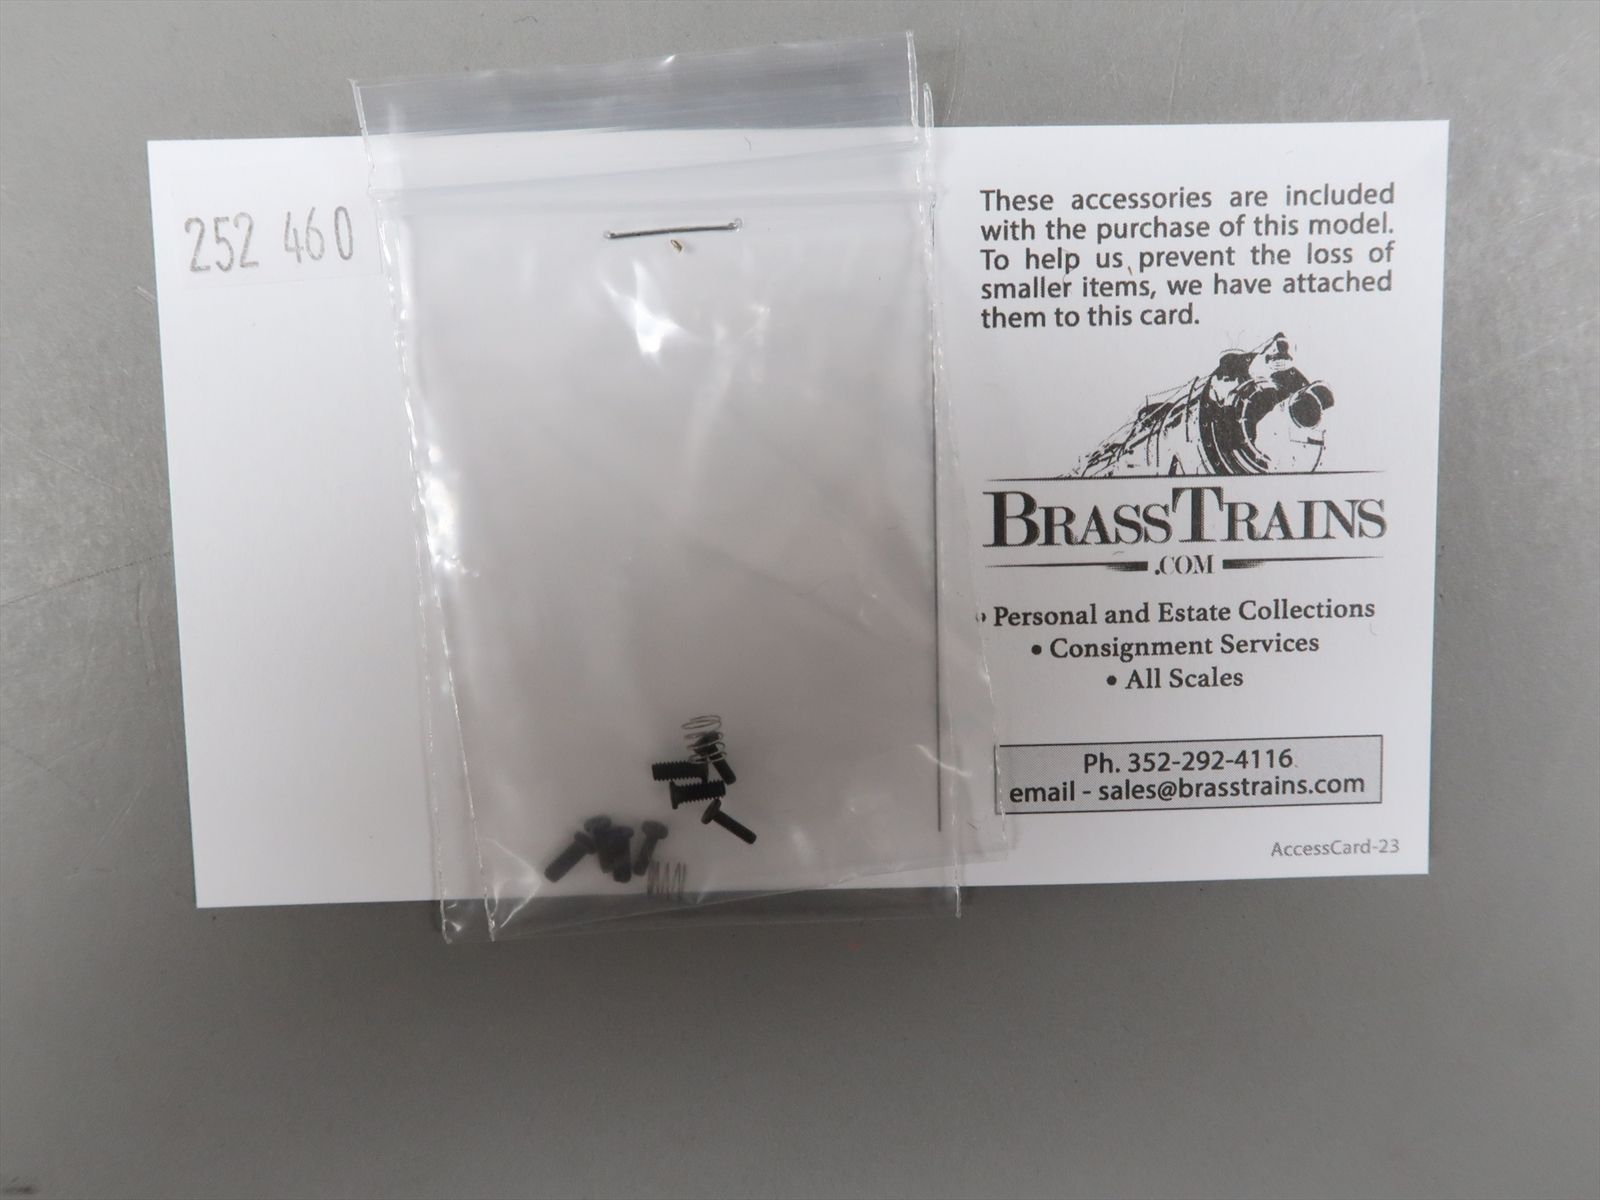 252 460
These accessories are included
with the purchase of this model.
To help us prevent the loss of
smaller items, we have attached
them to this card.
BRASSTRAINS
.COM
• Personal and Estate Collections
• Consignment Services
• All Scales
Ph. 352-292-4116
email - sales@brasstrains.com
AccessCard-23